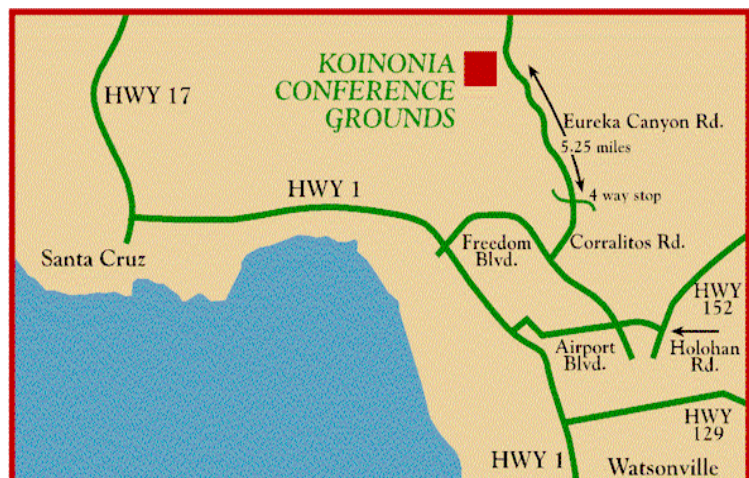 KOINONIA
CONFERENCE
GROUNDS
HWY 17
Eureka Canyon Rd.
5.25 miles
HWY 1
4 way stop
Santa Cruz
Freedom
Blvd.
Corralitos Rd.
HWY
152
Airport
Blvd.
Holohan
Rd.
HWY
129
HWY 1
Watsonville